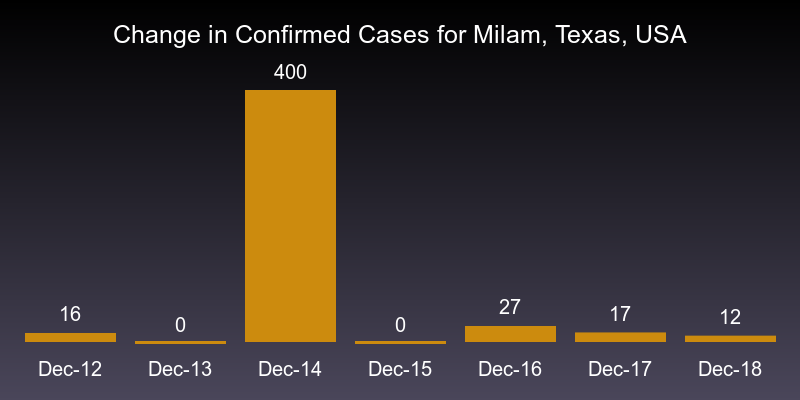 Change in Confirmed Cases for Milam, Texas, USA
400
16
0
0
27
17
12
Dec-12
Dec-13
Dec-14
Dec-15
Dec-16
Dec-17
Dec-18